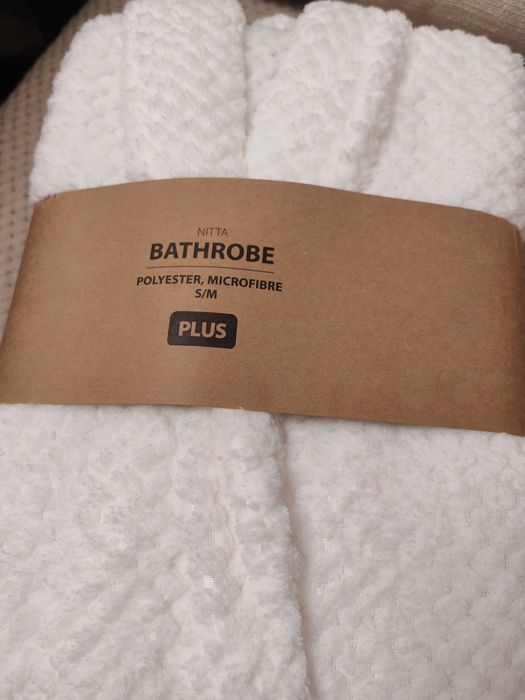 NITTA
BATHROBE
POLYESTER, MICROFIBRE
S/M
PLUS